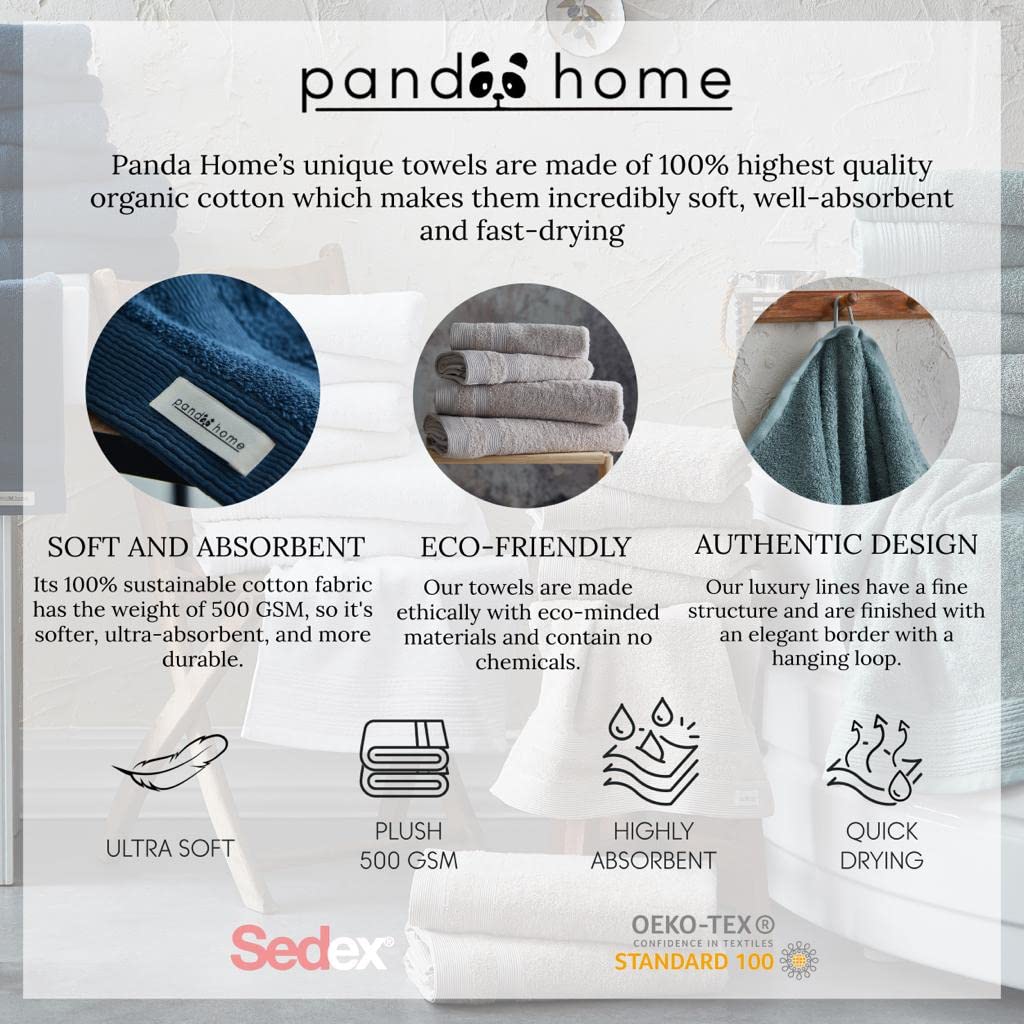 panda home
Panda Home’s unique towels are made of 100% highest quality
organic cotton which makes them incredibly soft, well-absorbent
and fast-drying
panda home
SOFT AND ABSORBENT
Its 100% sustainable cotton fabric
has the weight of 500 GSM, so it's
softer, ultra-absorbent, and more
durable.
ECO-FRIENDLY
Our towels are made
ethically with eco-minded
materials and contain no
chemicals.
AUTHENTIC DESIGN
Our luxury lines have a fine
structure and are finished with
an elegant border with a
hanging loop.
ULTRA SOFT
PLUSH
500 GSM
HIGHLY
ABSORBENT
QUICK
DRYING
Sedex®
OEKO-TEX®
CONFIDENCE IN TEXTILES
STANDARD 100